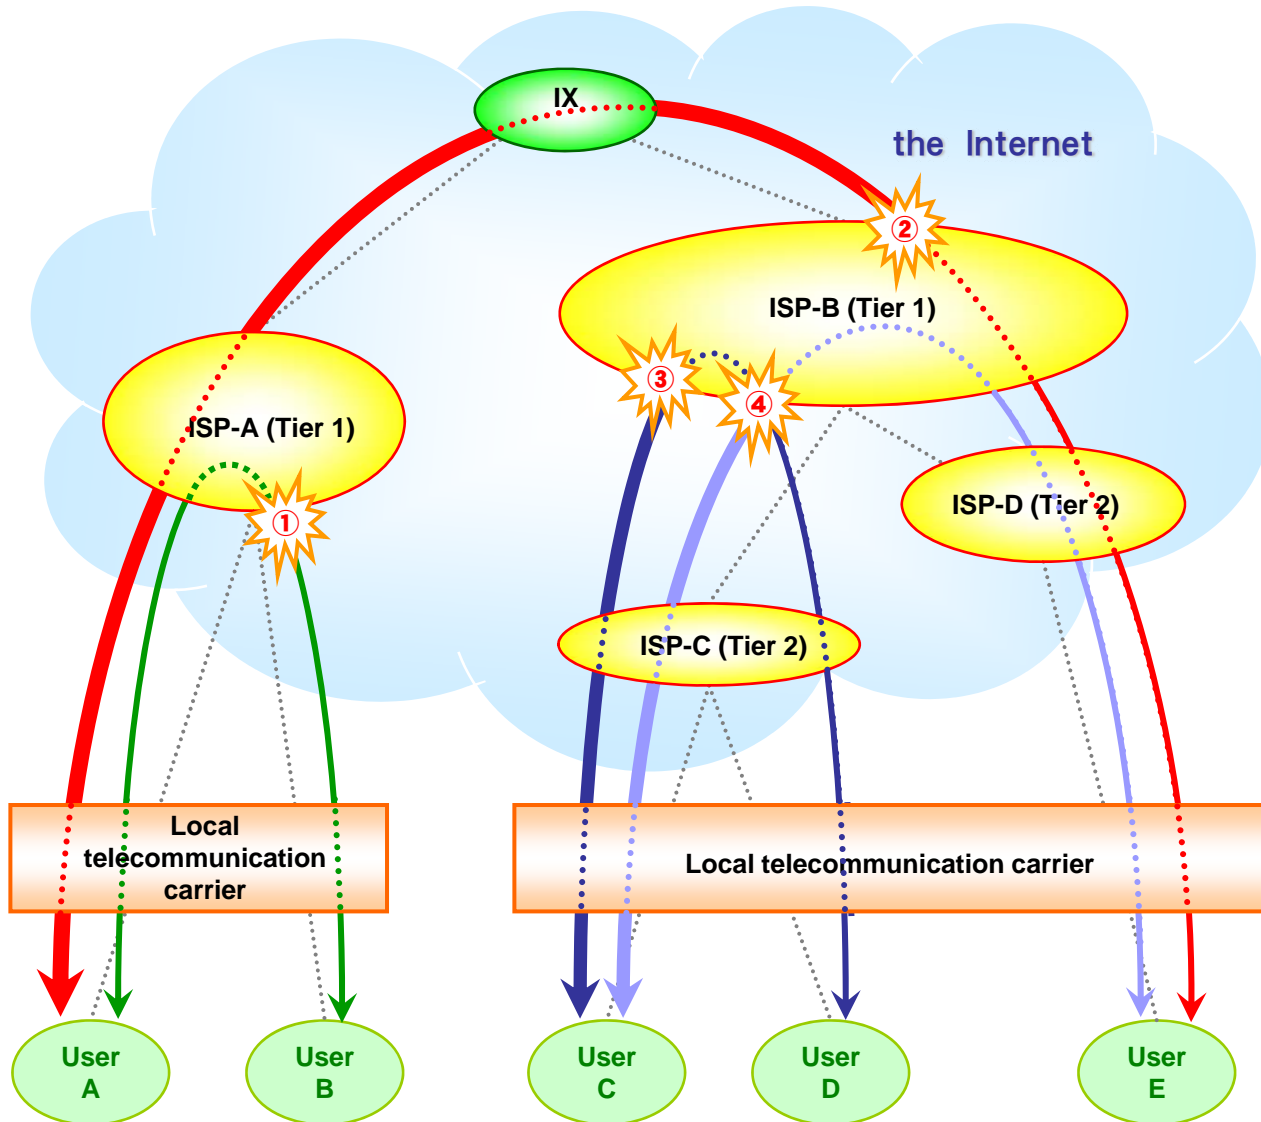 IX
the Internet
②
ISP-B (Tier 1)
③
④
ISP-A (Tier 1)
①
ISP-D (Tier 2)
ISP-C (Tier 2)
Local
telecommunication
carrier
Local telecommunication carrier
User
A
User
B
User
C
User
D
User
E